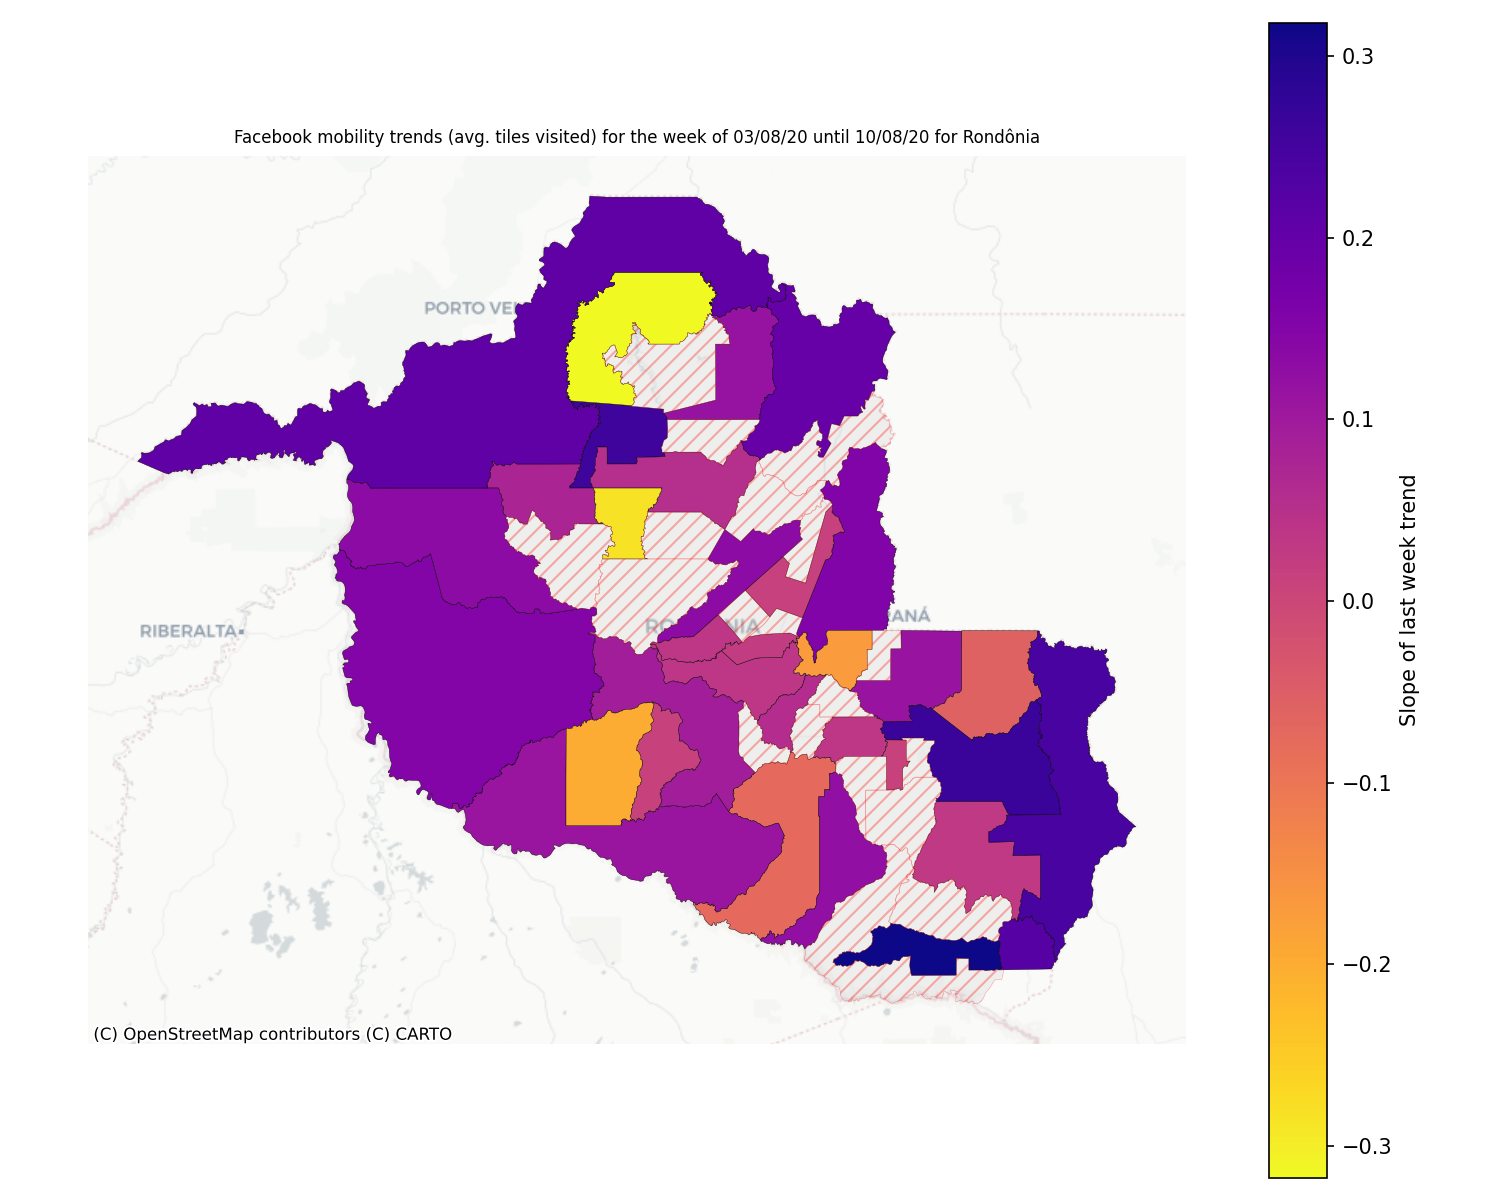 Facebook mobility trends (avg. tiles visited) for the week of 03/08/20 until 10/08/20 for Rondônia
PORTO VE
RIBERALTA
RO NIA
ANÁ
(C) OpenStreetMap contributors (C) CARTO
0.3
0.2
0.1
0.0
−0.1
−0.2
−0.3
Slope of last week trend